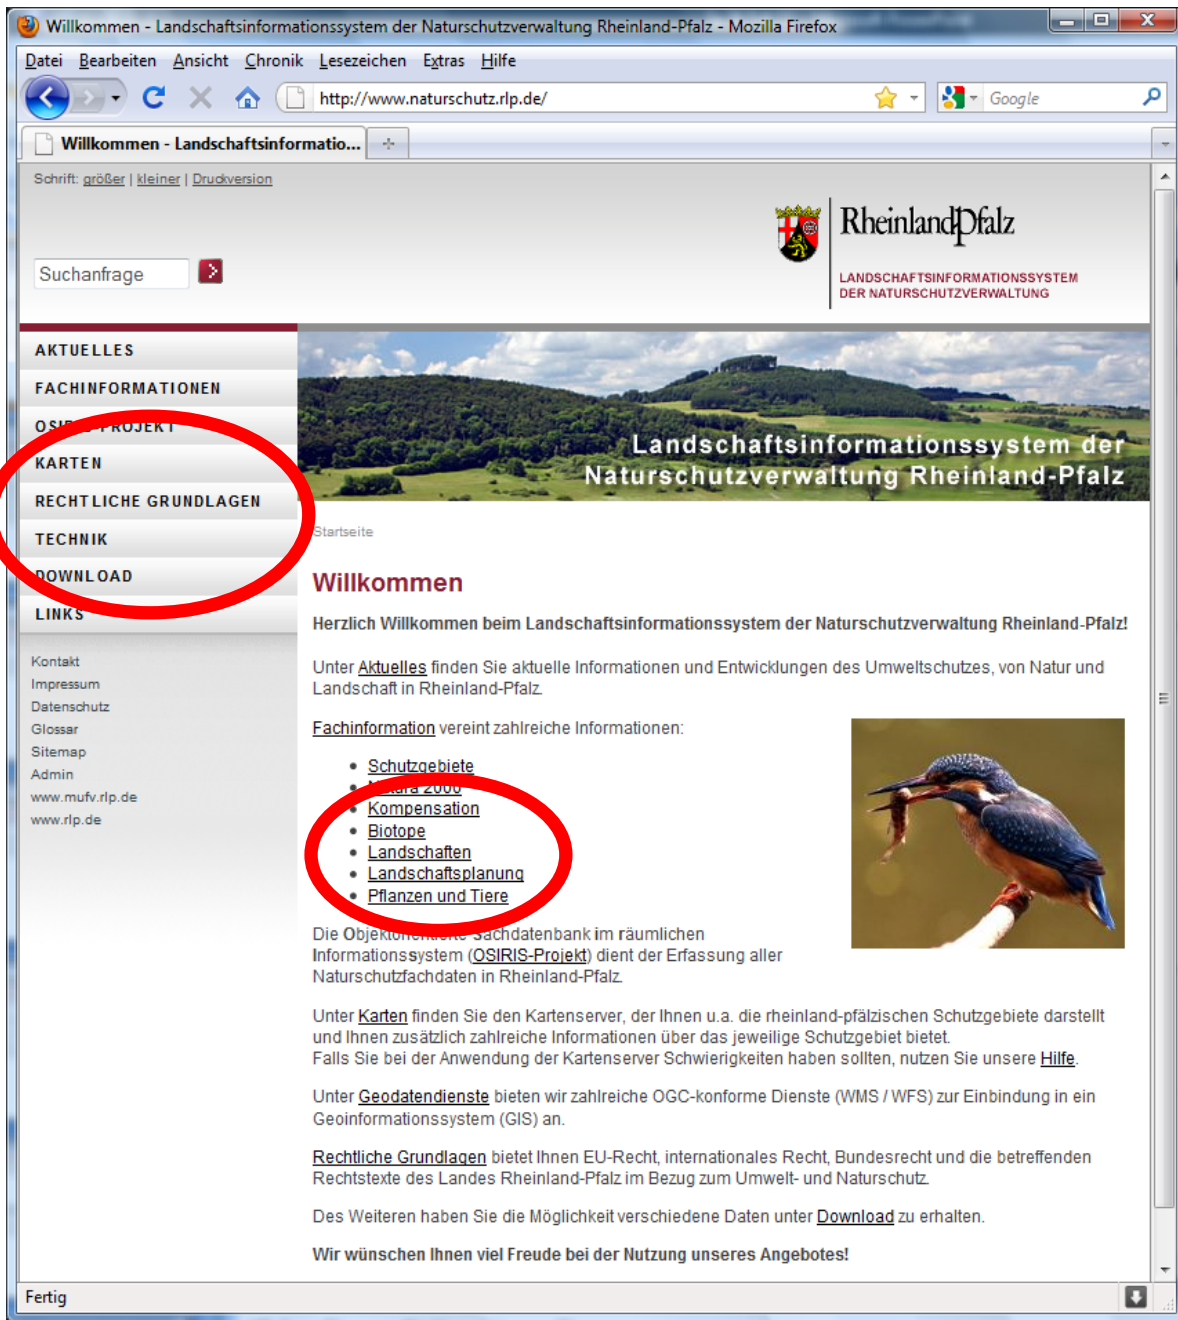 Willkommen - Landschaftsinformationssystem der Naturschutzverwaltung Rheinland-Pfalz - Mozilla Firefox
Datei Bearbeiten Ansicht Chronik Lesezeichen Extras Hilfe
http://www.naturschutz.rlp.de/
Google
Willkommen - Landschaftsinformatio...
Schrift: größer | kleiner | Druckversion
RheinlandPfalz
Suchanfrage
LANDSCHAFTSINFORMATIONSSYSTEM
DER NATURSCHUTZVERWALTUNG
AKTUELLES
FACHINFORMATIONEN
OSIRIS-PROJEKT
KARTEN
RECHTLICHE GRUNDLAGEN
TECHNIK
DOWNLOAD
LINKS
Kontakt
Impressum
Datenschutz
Glossar
Sitemap
Admin
www.mufv.rlp.de
www.rlp.de
Landschaftsinformationssystem der
Naturschutzverwaltung Rheinland-Pfalz
Startseite
Willkommen
Herzlich Willkommen beim Landschaftsinformationssystem der Naturschutzverwaltung Rheinland-Pfalz!
Unter Aktuelles finden Sie aktuelle Informationen und Entwicklungen des Umweltschutzes, von Natur und
Landschaft in Rheinland-Pfalz.
Fachinformation vereint zahlreiche Informationen:
• Schutzgebiete
• Natura 2000
• Kompensation
• Biotope
• Landschaften
• Landschaftsplanung
• Pflanzen und Tiere
Die Objektorientierte Sachdatenbank im räumlichen
Informationssystem (OSIRIS-Projekt) dient der Erfassung aller
Naturschutzfachdaten in Rheinland-Pfalz.
Unter Karten finden Sie den Kartenserver, der Ihnen u.a. die rheinland-pfälzischen Schutzgebiete darstellt
und Ihnen zusätzlich zahlreiche Informationen über das jeweilige Schutzgebiet bietet.
Falls Sie bei der Anwendung der Kartenserver Schwierigkeiten haben sollten, nutzen Sie unsere Hilfe.
Unter Geodatendienste bieten wir zahlreiche OGC-konforme Dienste (WMS / WFS) zur Einbindung in ein
Geoinformationssystem (GIS) an.
Rechtliche Grundlagen bietet Ihnen EU-Recht, internationales Recht, Bundesrecht und die betreffenden
Rechtstexte des Landes Rheinland-Pfalz im Bezug zum Umwelt- und Naturschutz.
Des Weiteren haben Sie die Möglichkeit verschiedene Daten unter Download zu erhalten.
Wir wünschen Ihnen viel Freude bei der Nutzung unseres Angebotes!
Fertig